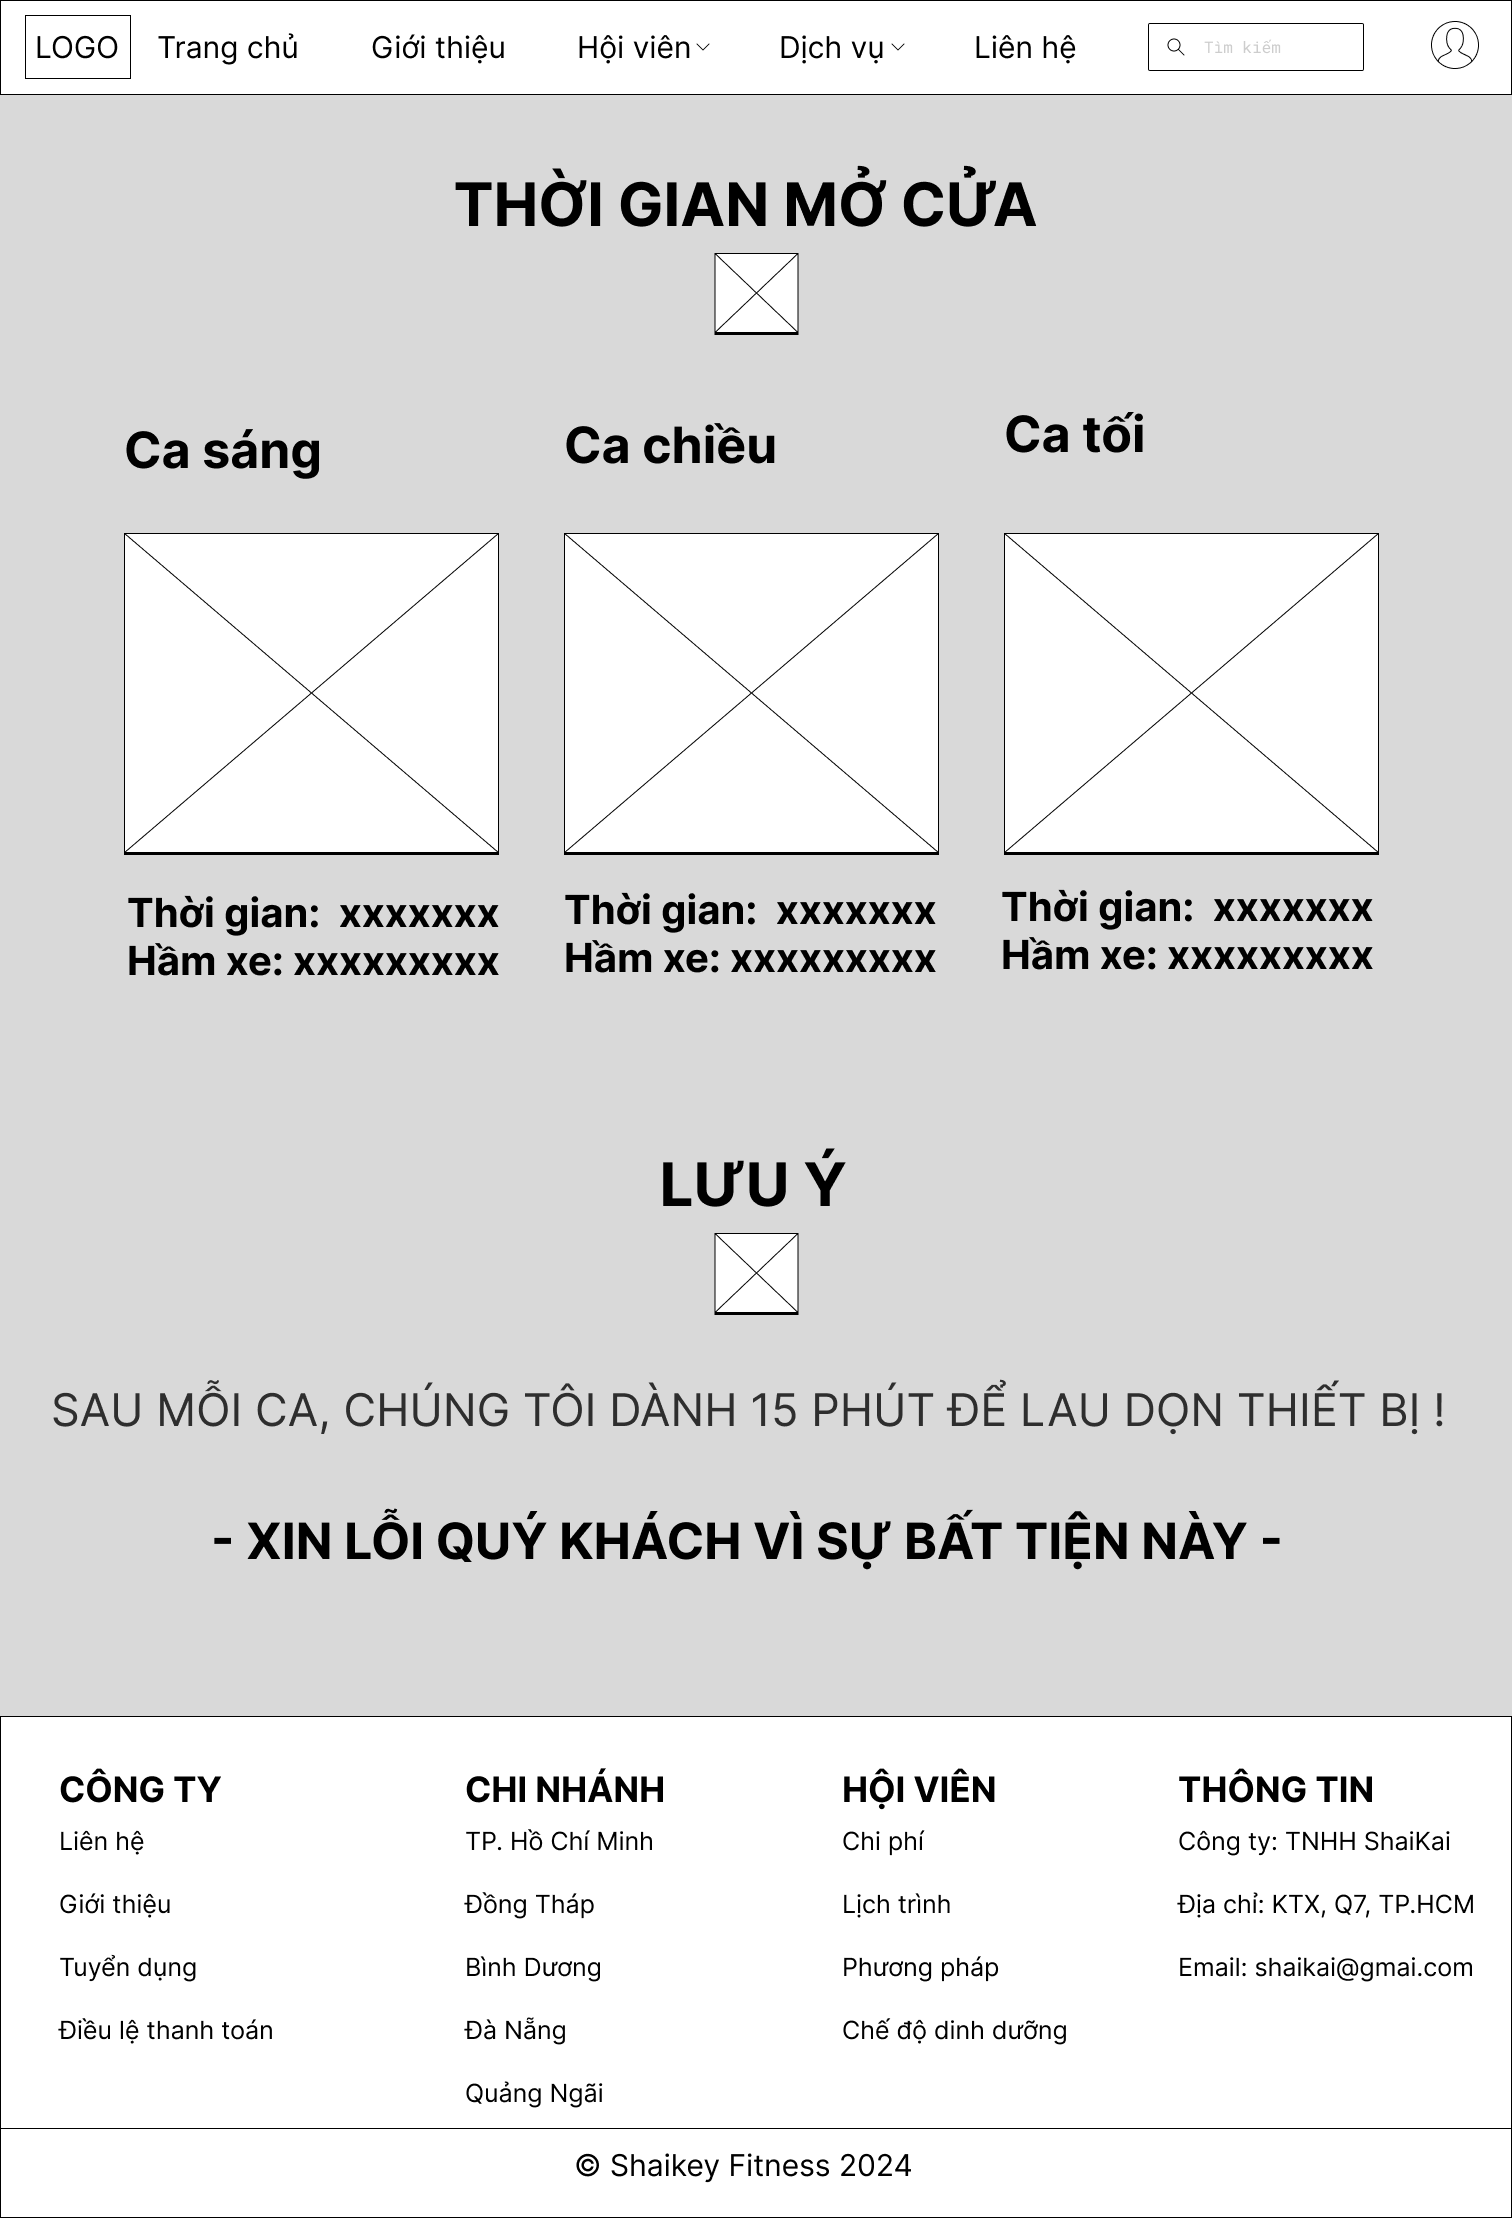 LOGO Trang chủ Giới thiệu Hội viên Dịch vụ Liên hệ Tìm kiếm
THỜI GIAN MỞ CỬA
Ca sáng
Ca chiều
Ca tối
Thời gian: xxxxxxx
Hầm xe: xxxxxxxxx
Thời gian: xxxxxxx
Hầm xe: xxxxxxxxx
Thời gian: xxxxxxx
Hầm xe: xxxxxxxxx
LƯU Ý
SAU MỖI CA, CHÚNG TÔI DÀNH 15 PHÚT ĐỂ LAU DỌN THIẾT BỊ !
- XIN LỖI QUÝ KHÁCH VÌ SỰ BẤT TIỆN NÀY -
CÔNG TY
Liên hệ
Giới thiệu
Tuyển dụng
Điều lệ thanh toán
CHI NHÁNH
TP. Hồ Chí Minh
Đồng Tháp
Bình Dương
Đà Nẵng
Quảng Ngãi
HỘI VIÊN
Chi phí
Lịch trình
Phương pháp
Chế độ dinh dưỡng
THÔNG TIN
Công ty: TNHH ShaiKai
Địa chỉ: KTX, Q7, TP.HCM
Email: shaikai@gmai.com
© Shaikey Fitness 2024